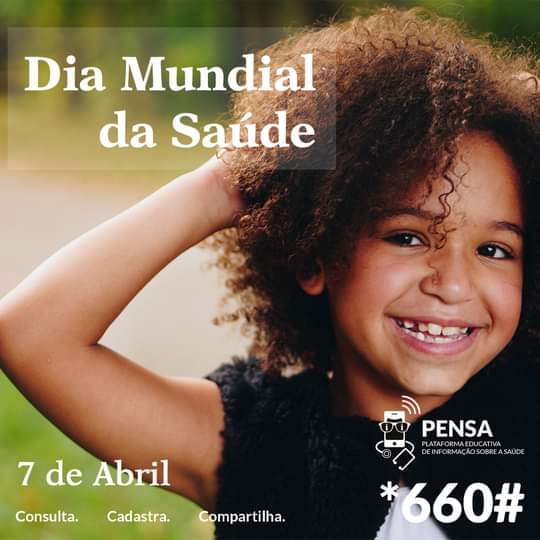 Dia Mundial
da Saúde
PENSA
PLATAFORMA EDUCATIVA
DE INFORMAÇÃO SOBRE A SAÚDE
7 de Abril
*660#
Consulta. Cadastra. Compartilha.